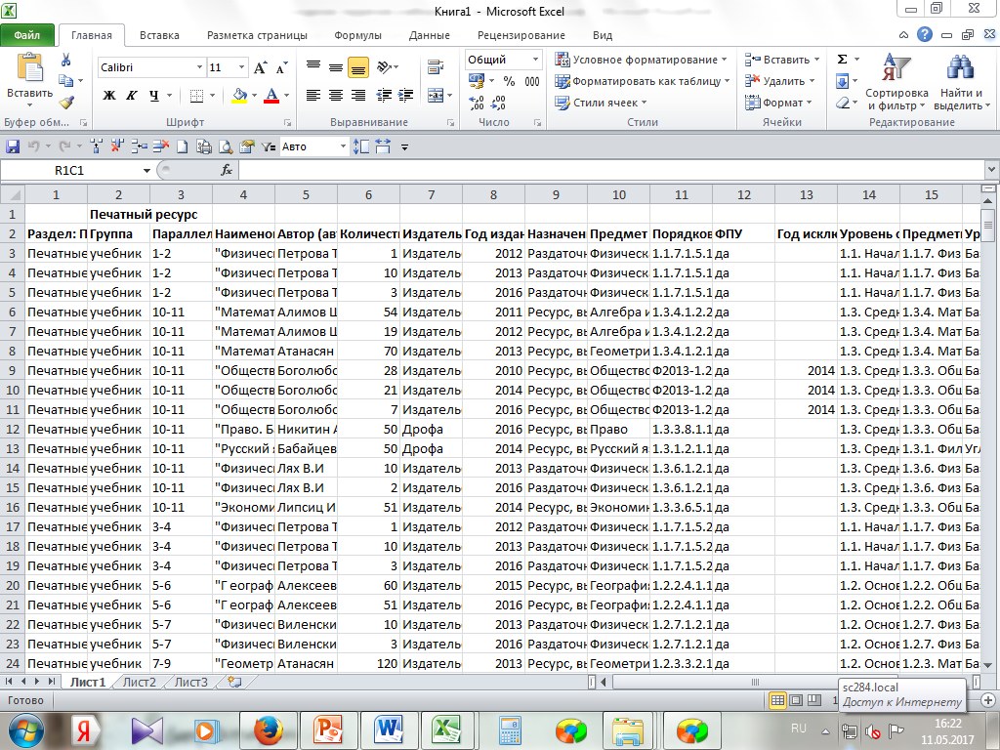 Книга1 - Microsoft Excel
Файл Главная Вставка Разметка страницы Формулы Данные Рецензирование Вид
Вставить
Calibri 11
Ж К Ч
Общий
% 000
Условное форматирование
Форматировать как таблицу
Стили ячеек
Вставить
Удалить
Формат
Σ
Сортировка и фильтр
Найти и выделить
Буфер обм... Шрифт Выравнивание Число Стили Ячейки Редактирование
Авто
R1C1 fx
1 2 3 4 5 6 7 8 9 10 11 12 13 14 15
1 Печатный ресурс
2 Раздел: П Группа Параллел Наименов Автор (ав Количест Издатель Год издан Назначен Предмет Порядков ФПУ Год искли Уровень о Предметн Ур
3 Печатные учебник 1-2 "Физичес Петрова Т 1 Издатель 2012 Раздаточн Физическ 1.1.7.1.5.1 да 1.1. Начал 1.1.7. Физ Ба
4 Печатные учебник 1-2 "Физичес Петрова Т 10 Издатель 2013 Раздаточн Физическ 1.1.7.1.5.1 да 1.1. Начал 1.1.7. Физ Ба
5 Печатные учебник 1-2 "Физичес Петрова Т 3 Издатель 2016 Раздаточн Физическ 1.1.7.1.5.1 да 1.1. Начал 1.1.7. Физ Ба
6 Печатные учебник 10-11 "Математ Алимов Ш 54 Издатель 2011 Ресурс, вы Алгебра и 1.3.4.1.2.2 да 1.3. Средн 1.3.4. Мат Ба
7 Печатные учебник 10-11 "Математ Алимов Ш 19 Издатель 2012 Ресурс, вы Алгебра и 1.3.4.1.2.2 да 1.3. Средн 1.3.4. Мат Ба
8 Печатные учебник 10-11 "Математ Атанасян 70 Издатель 2013 Ресурс, вы Геометри 1.3.4.1.2.1 да 1.3. Средн 1.3.4. Мат Ба
9 Печатные учебник 10-11 "Обществ Боголюбо 28 Издатель 2010 Ресурс, вы Общество Ф2013-1.2 да 2014 1.3. Средн 1.3.3. Общ Ба
10 Печатные учебник 10-11 "Обществ Боголюбо 21 Издатель 2014 Ресурс, вы Общество Ф2013-1.2 да 2014 1.3. Средн 1.3.3. Общ Ба
11 Печатные учебник 10-11 "Обществ Боголюбо 7 Издатель 2016 Ресурс, вы Общество Ф2013-1.2 да 2014 1.3. Средн 1.3.3. Общ Ба
12 Печатные учебник 10-11 "Право. Б Никитин А 50 Дрофа 2016 Ресурс, вы Право 1.3.3.8.1.1 да 1.3. Средн 1.3.3. Общ Ба
13 Печатные учебник 10-11 "Русский я Бабайцев 50 Дрофа 2014 Ресурс, вы Русский я 1.3.1.2.1.1 да 1.3. Средн 1.3.1. Фил Угл
14 Печатные учебник 10-11 "Физичес Лях В.И 10 Издатель 2013 Раздаточн Физическ 1.3.6.1.2.1 да 1.3. Средн 1.3.6. Физ Ба
15 Печатные учебник 10-11 "Физичес Лях В.И 2 Издатель 2016 Раздаточн Физическ 1.3.6.1.2.1 да 1.3. Средн 1.3.6. Физ Ба
16 Печатные учебник 10-11 "Экономи Липсиц И 51 Издатель 2014 Ресурс, вы Экономик 1.3.3.6.5.1 да 1.3. Средн 1.3.3. Общ Ба
17 Печатные учебник 3-4 "Физичес Петрова Т 1 Издатель 2012 Раздаточн Физическ 1.1.7.1.5.2 да 1.1. Начал 1.1.7. Физ Ба
18 Печатные учебник 3-4 "Физичес Петрова Т 10 Издатель 2013 Раздаточн Физическ 1.1.7.1.5.2 да 1.1. Начал 1.1.7. Физ Ба
19 Печатные учебник 3-4 "Физичес Петрова Т 3 Издатель 2016 Раздаточн Физическ 1.1.7.1.5.2 да 1.1. Начал 1.1.7. Физ Ба
20 Печатные учебник 5-6 "Географ Алексеев 60 Издатель 2015 Ресурс, вы География 1.2.2.4.1.1 да 1.2. Основ 1.2.2. Общ Ба
21 Печатные учебник 5-6 "Географ Алексеев 51 Издатель 2016 Ресурс, вы География 1.2.2.4.1.1 да 1.2. Основ 1.2.2. Общ Ба
22 Печатные учебник 5-7 "Физичес Виленски 10 Издатель 2013 Раздаточн Физическ 1.2.7.1.2.1 да 1.2. Основ 1.2.7. Физ Ба
23 Печатные учебник 5-7 "Физичес Виленски 3 Издатель 2016 Раздаточн Физическ 1.2.7.1.2.1 да 1.2. Основ 1.2.7. Физ Ба
24 Печатные учебник 7-9 "Геометр Атанасян 120 Издатель 2013 Ресурс, вы Геометри 1.2.3.3.2.1 да 1.2. Основ 1.2.3. Мат Ба
Лист1 Лист2 Лист3
Готово
sc284.local
Доступ к Интернету
RU
16:22
11.05.2017